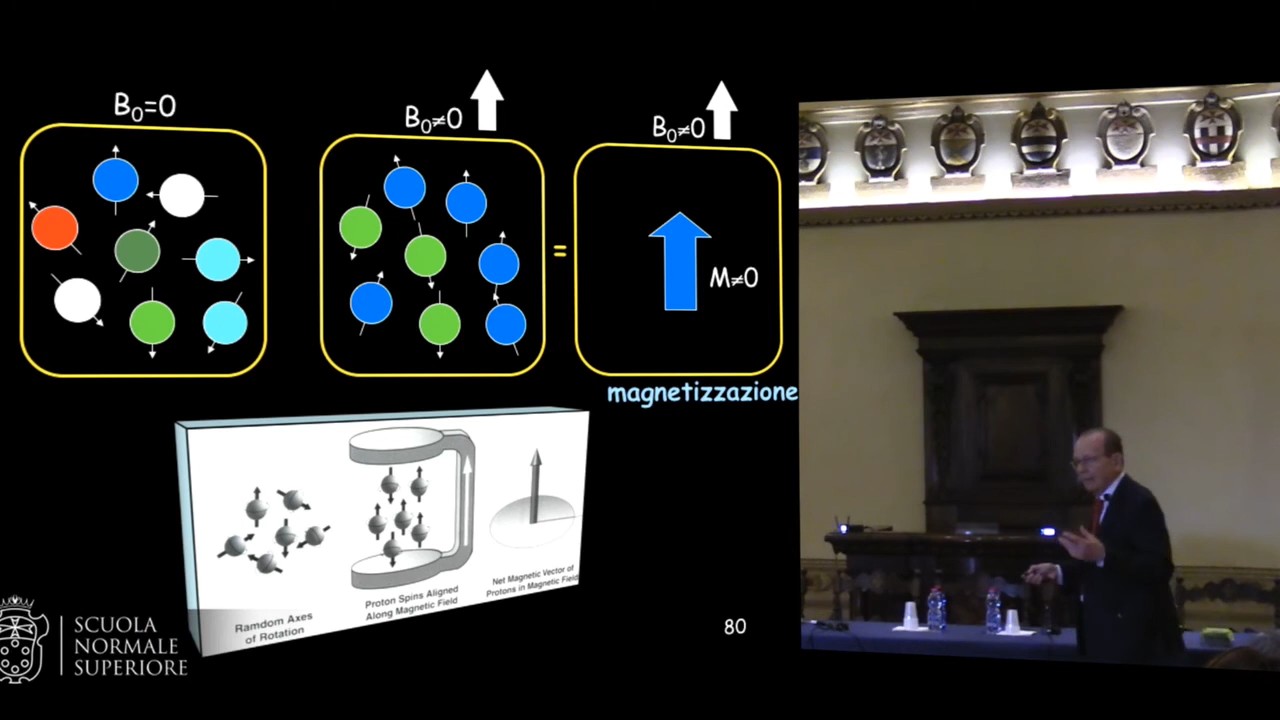 B₀=0
B₀≠0
B₀≠0
=
M≠0
magnetizzazione
Ramdom Axes
of Rotation
Proton Spins Aligned
Along Magnetic Field
Net Magnetic Vector of
Protons in Magnetic Field
80
SCUOLA
NORMALE
SUPERIORE